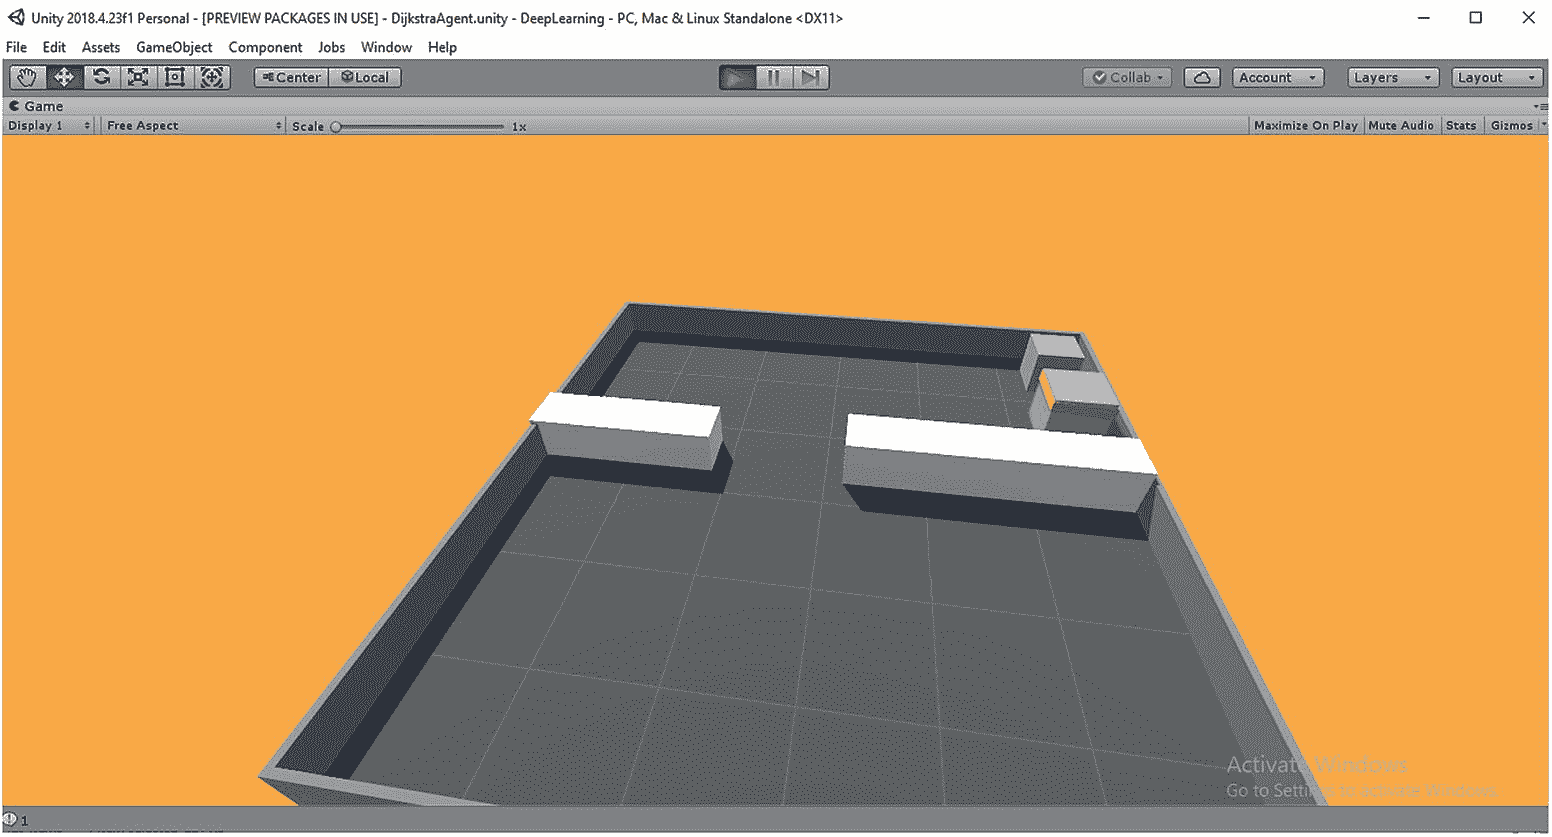 Unity 2018.4.23f1 Personal - [PREVIEW PACKAGES IN USE] - DijkstraAgent.unity - DeepLearning - PC, Mac & Linux Standalone <DX11>
File Edit Assets GameObject Component Jobs Window Help
Center Local Collab Account Layers Layout
Game
Display 1 Free Aspect Scale 1x Maximize On Play Mute Audio Stats Gizmos
Activate Windows
Go to Settings to activate Windows.
1